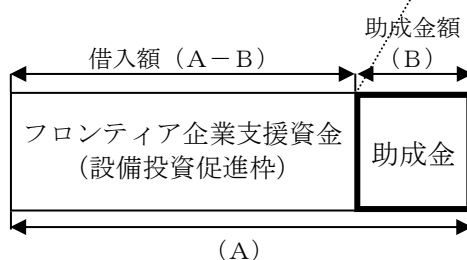 助成金額
借入額（Ａ－Ｂ）
（Ｂ）
フロンティア企業支援資金
（設備投資促進枠）
助成金
（Ａ）